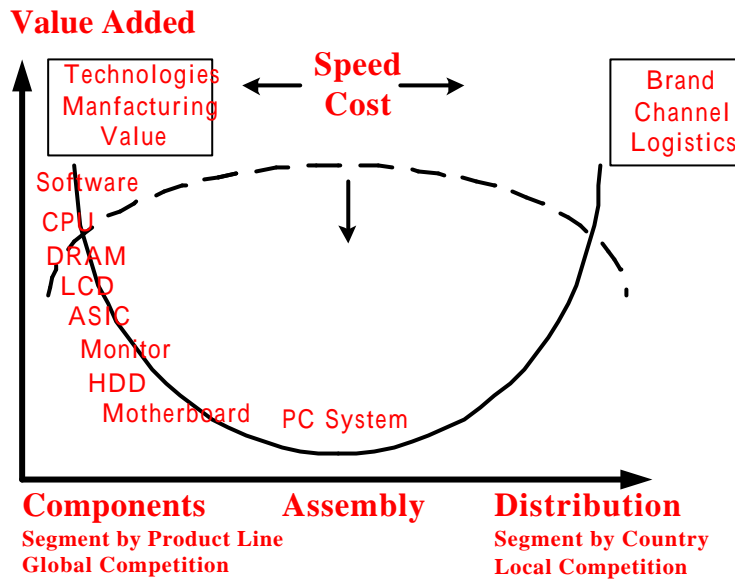 Value Added
Technologies
Manfacturing
Value
Speed
Cost
Brand
Channel
Logistics
Software
CPU
DRAM
LCD
ASIC
Monitor
HDD
Motherboard
PC System
Components
Segment by Product Line
Global Competition
Assembly
Distribution
Segment by Country
Local Competition